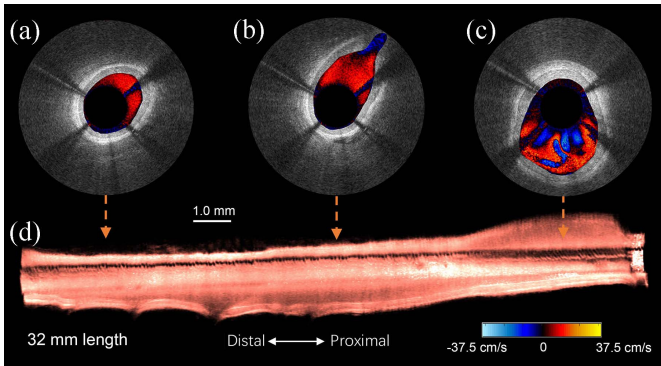 (a)
(b)
(c)
1.0 mm
(d)
32 mm length
Distal
Proximal
-37.5 cm/s
0
37.5 cm/s